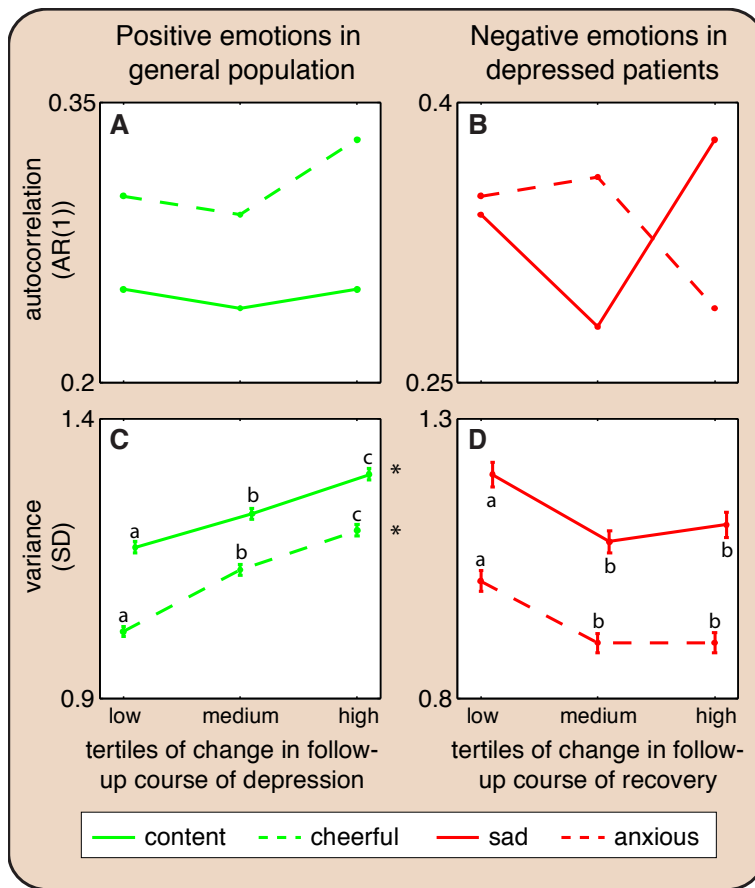 Positive emotions in
general population
Negative emotions in
depressed patients
autocorrelation
(AR(1))
0.35
A
0.2
0.4
B
0.25
variance
(SD)
1.4
C
a
b
c
*
a
b
c
*
0.9
1.3
D
a
b
b
a
b
b
0.8
low medium high
low medium high
tertiles of change in follow-
up course of depression
tertiles of change in follow-
up course of recovery
content cheerful sad anxious